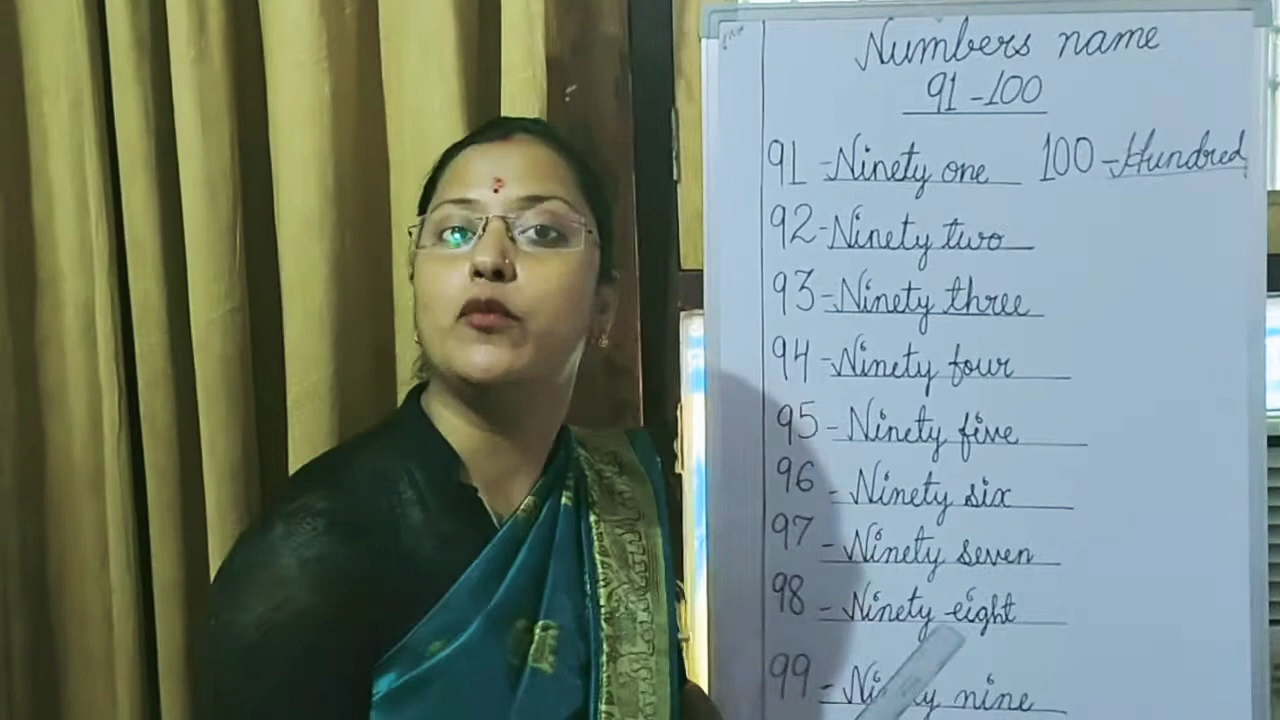 Numbers name
91-100
91 - Ninety one 100 - Hundred
92 - Ninety two
93 - Ninety three
94 - Ninety four
95 - Ninety five
96 - Ninety six
97 - Ninety seven
98 - Ninety eight
99 - nine